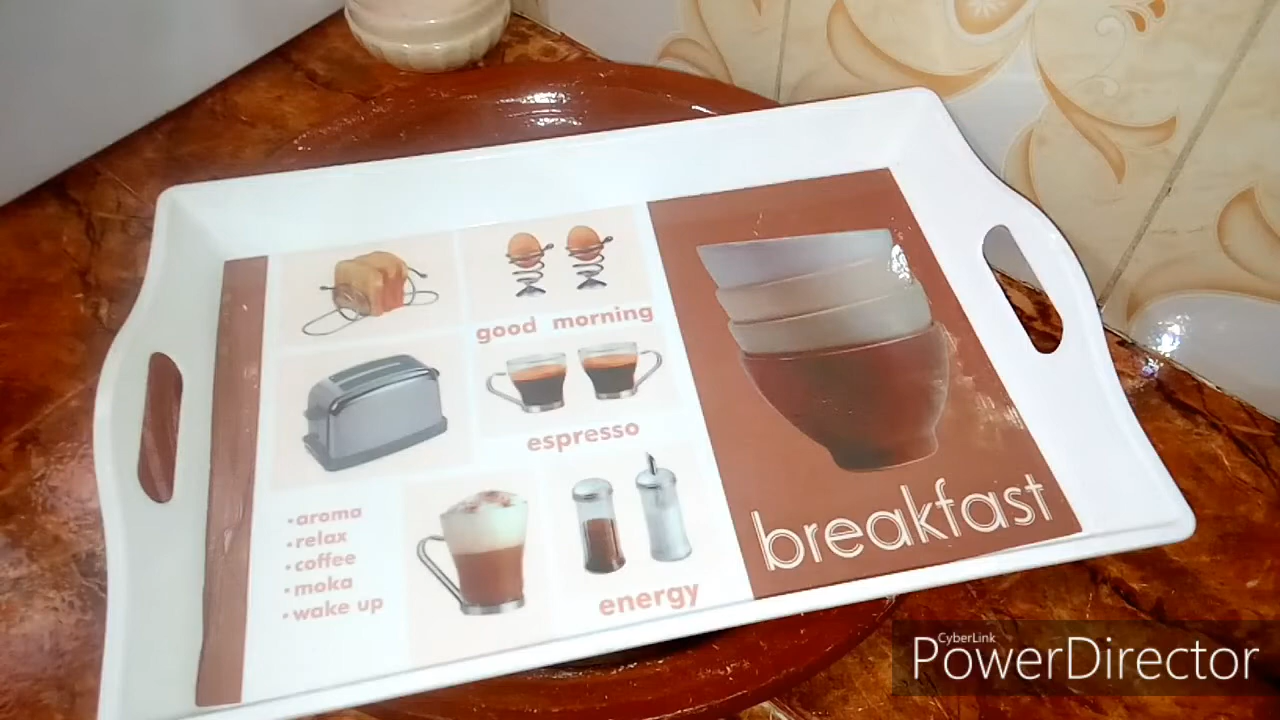 good morning
espresso
•aroma
•relax
•coffee
•moka
•wake up
energy
breakfast
CyberLink
PowerDirector